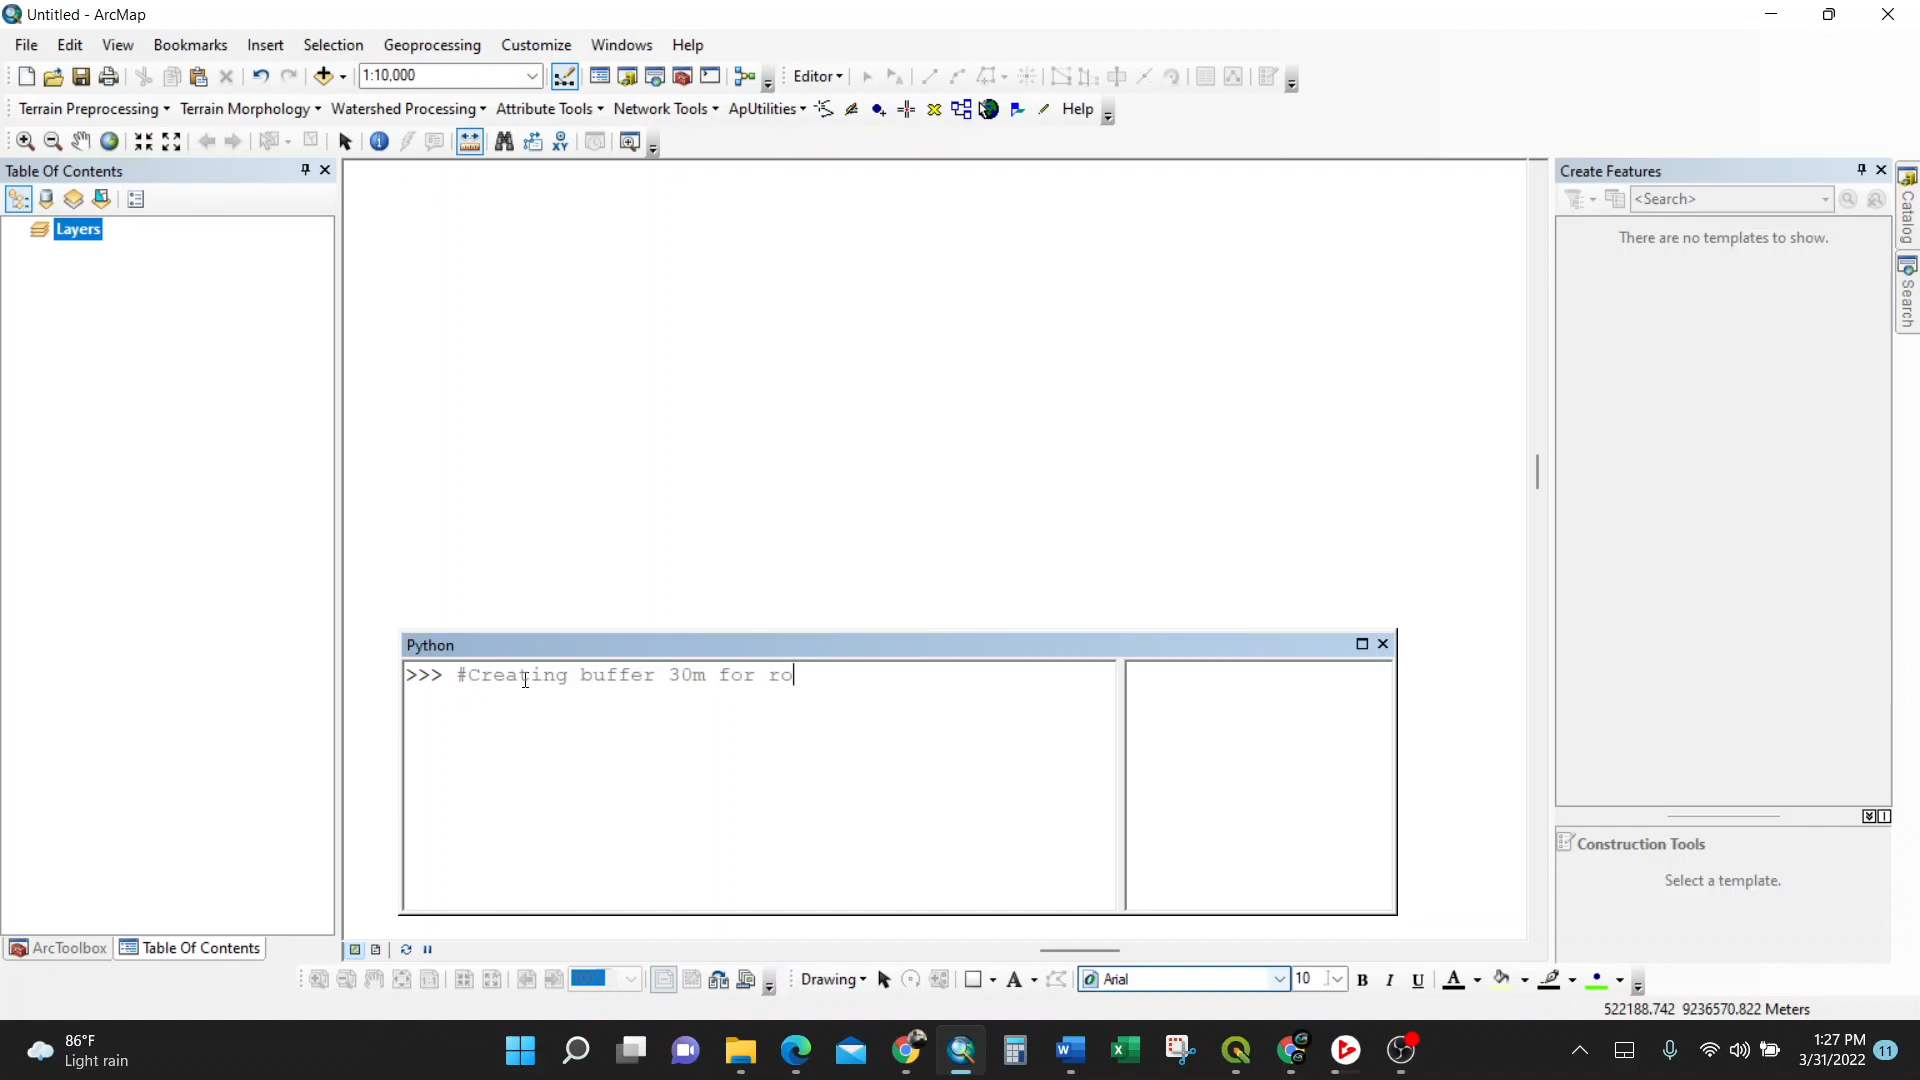 Untitled - ArcMap
File Edit View Bookmarks Insert Selection Geoprocessing Customize Windows Help
1:10,000
Editor
Terrain Preprocessing Terrain Morphology Watershed Processing Attribute Tools Network Tools ApUtilities Help
Table Of Contents
Layers
Create Features
<Search>
There are no templates to show.
Catalog
Search
Python
>>> #Creating buffer 30m for ro
Construction Tools
Select a template.
ArcToolbox Table Of Contents
Drawing Arial 10 B I U A
522188.742 9236570.822 Meters
86°F
Light rain
1:27 PM
3/31/2022
11